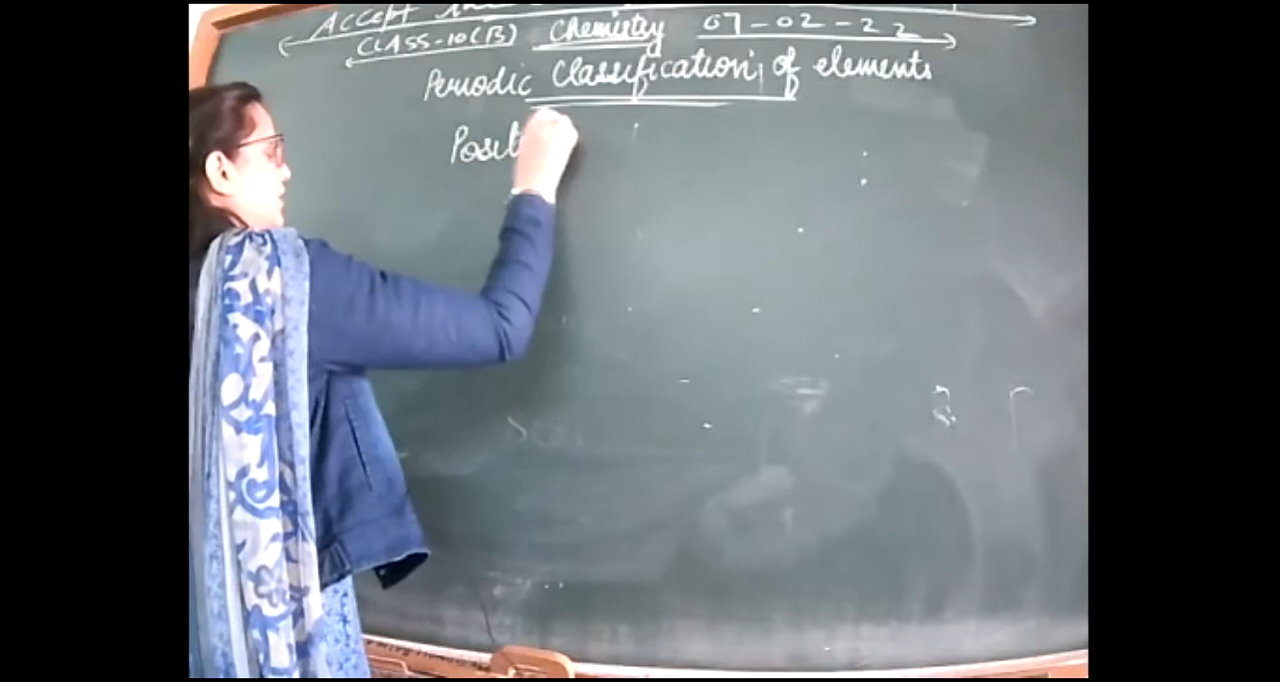 Accept
CLASS-10(B) Chemistry 07-02-22
Periodic Classification of elements
Posit